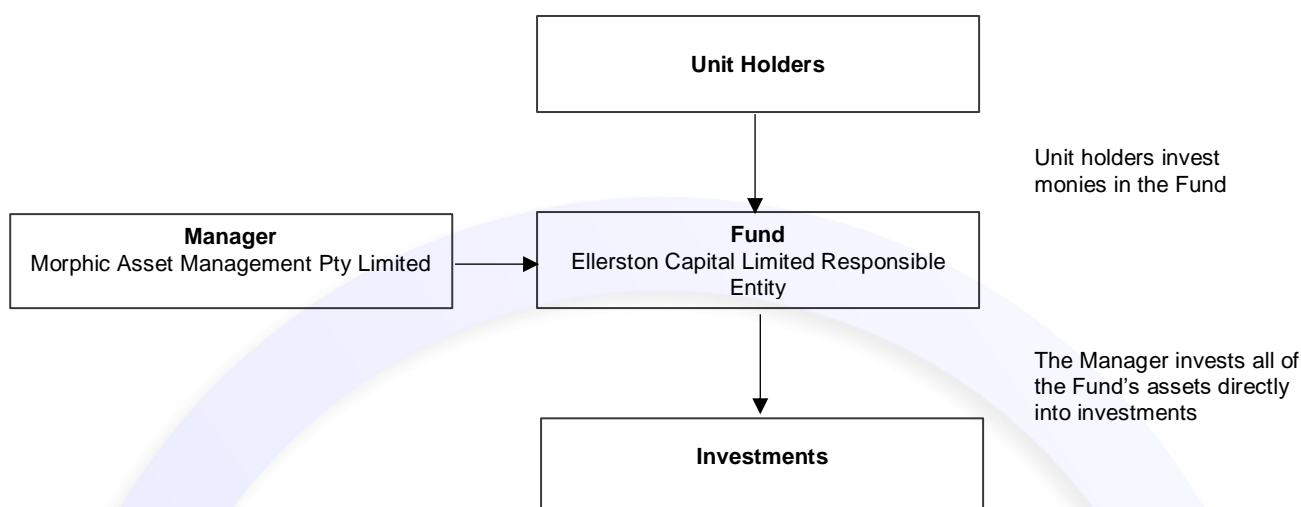 Unit Holders
Unit holders invest
monies in the Fund
Manager
Morphic Asset Management Pty Limited
Fund
Ellerston Capital Limited Responsible
Entity
The Manager invests all of
the Fund's assets directly
into investments
Investments